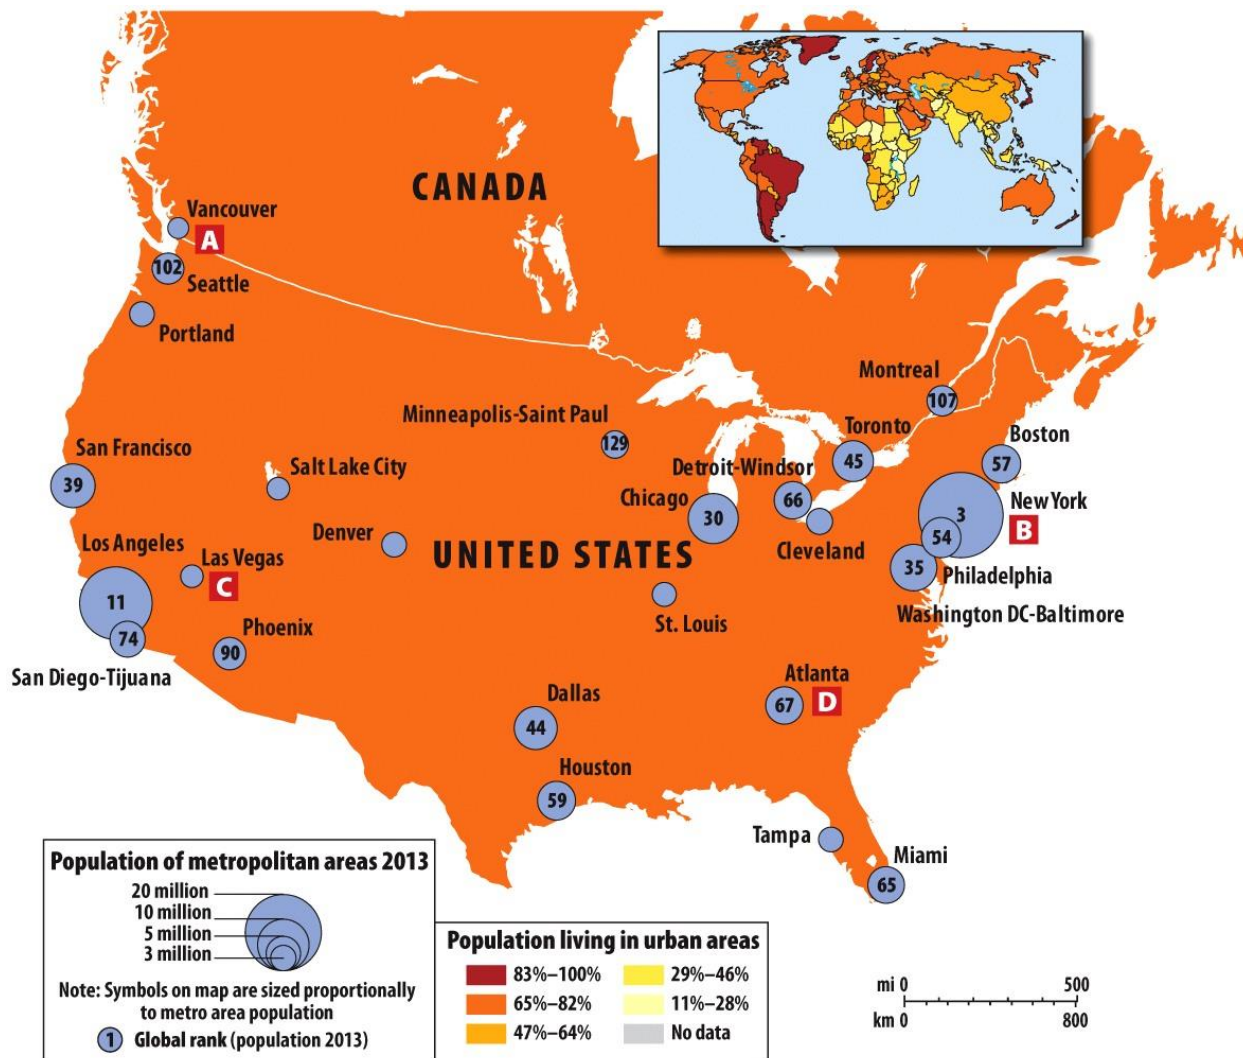 CANADA
Vancouver
A
102
Seattle
Portland
Montreal
107
Minneapolis-Saint Paul
129
Toronto
45
Boston
57
San Francisco
39
Salt Lake City
Detroit-Windsor
66
Chicago
30
New York
3
B
Denver
UNITED STATES
Cleveland
54
Philadelphia
35
Washington DC-Baltimore
Los Angeles
11
Las Vegas
C
St. Louis
74
San Diego-Tijuana
Phoenix
90
Atlanta
67
D
Dallas
44
Houston
59
Tampa
Miami
65
Population of metropolitan areas 2013
20 million
10 million
5 million
3 million
Note: Symbols on map are sized proportionally
to metro area population
1 Global rank (population 2013)
Population living in urban areas
83%–100%
65%–82%
47%–64%
29%–46%
11%–28%
No data
mi 0 500
km 0 800